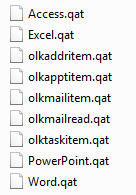 Access.qat
Excel.qat
olkaddritem.qat
olkapptitem.qat
olkmailitem.qat
olkmailread.qat
olktaskitem.qat
PowerPoint.qat
Word.qat